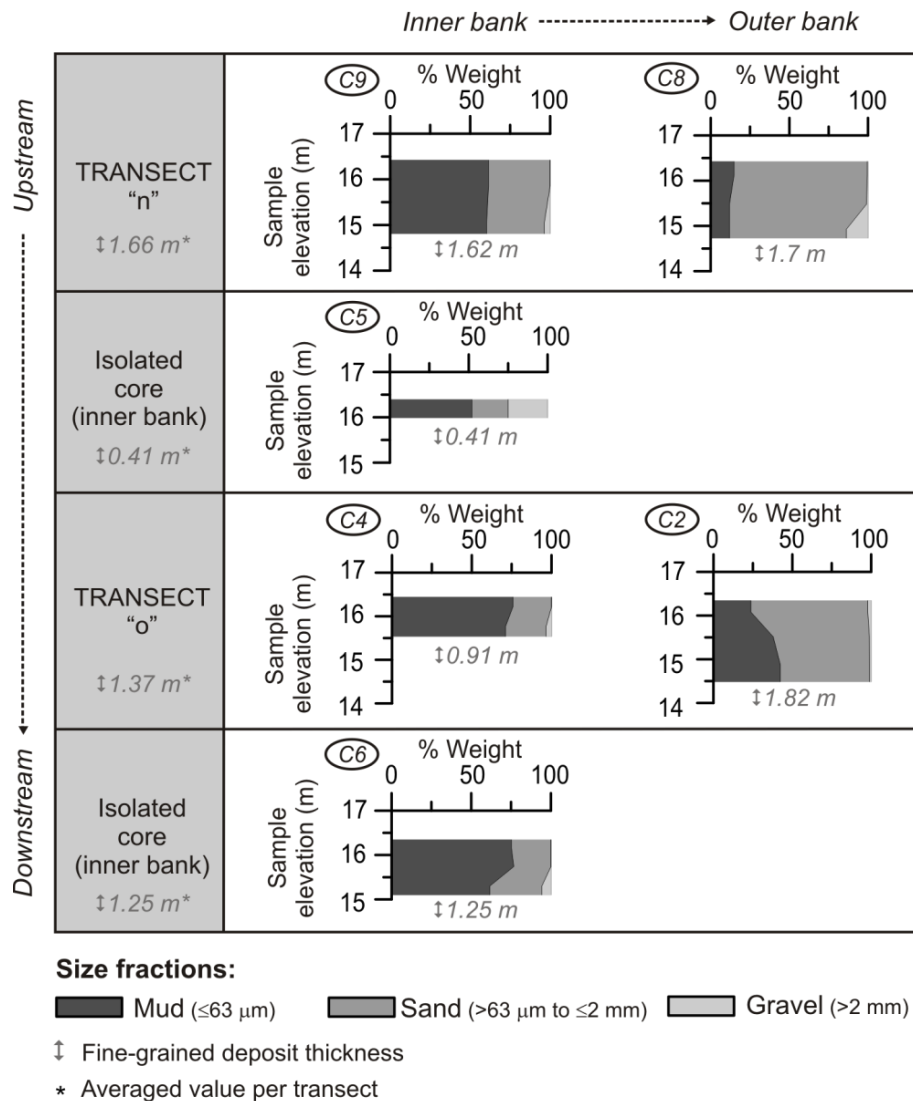 Inner bank Outer bank
Upstream
Downstream
TRANSECT
"n"
↕1.66 m*
C9
% Weight
0 50 100
Sample
elevation (m)
17
16
15
14
↕1.62 m
C8
% Weight
0 50 100
↕1.7 m
Isolated
core
(inner bank)
↕0.41 m*
C5
% Weight
0 50 100
Sample
elevation (m)
17
16
15
↕0.41 m
TRANSECT
"o"
↕1.37 m*
C4
% Weight
0 50 100
Sample
elevation (m)
17
16
15
14
↕0.91 m
C2
% Weight
0 50 100
17
16
15
14
↕1.82 m
Isolated
core
(inner bank)
↕1.25 m*
C6
% Weight
0 50 100
Sample
elevation (m)
17
16
15
↕1.25 m
Size fractions:
Mud (≤63 μm) Sand (>63 μm to ≤2 mm) Gravel (>2 mm)
↕ Fine-grained deposit thickness
* Averaged value per transect